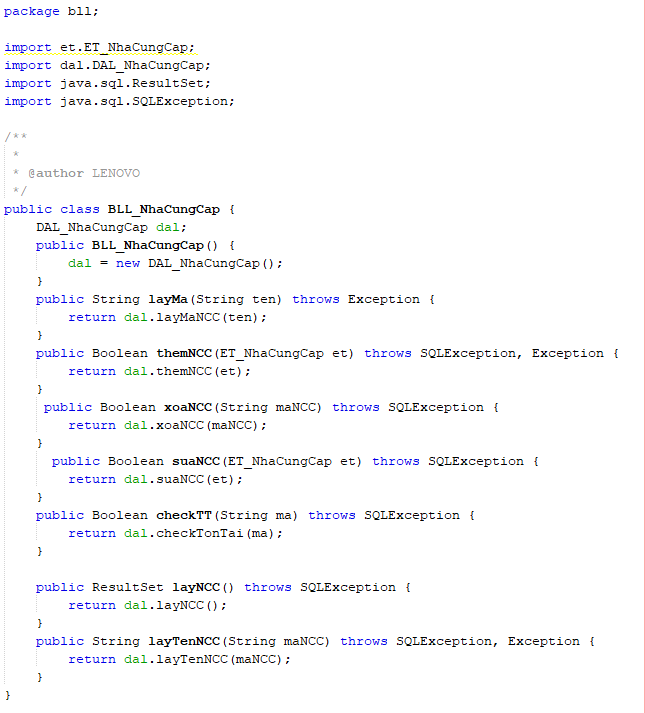 package bll;
import et.ET_NhaCungCap;
import dal.DAL_NhaCungCap;
import java.sql.ResultSet;
import java.sql.SQLException;
/**
 *
 * @author LENOVO
 */
public class BLL_NhaCungCap {
    DAL_NhaCungCap dal;
    public BLL_NhaCungCap() {
        dal = new DAL_NhaCungCap();
    }
    public String layMa(String ten) throws Exception {
        return dal.layMaNCC(ten);
    }
    public Boolean themNCC(ET_NhaCungCap et) throws SQLException, Exception {
        return dal.themNCC(et);
    }
     public Boolean xoaNCC(String maNCC) throws SQLException {
        return dal.xoaNCC(maNCC);
    }
      public Boolean suaNCC(ET_NhaCungCap et) throws SQLException {
        return dal.suaNCC(et);
    }
    public Boolean checkTT(String ma) throws SQLException {
        return dal.checkTonTai(ma);
    }
    public ResultSet layNCC() throws SQLException {
        return dal.layNCC();
    }
    public String layTenNCC(String maNCC) throws SQLException, Exception {
        return dal.layTenNCC(maNCC);
    }
}